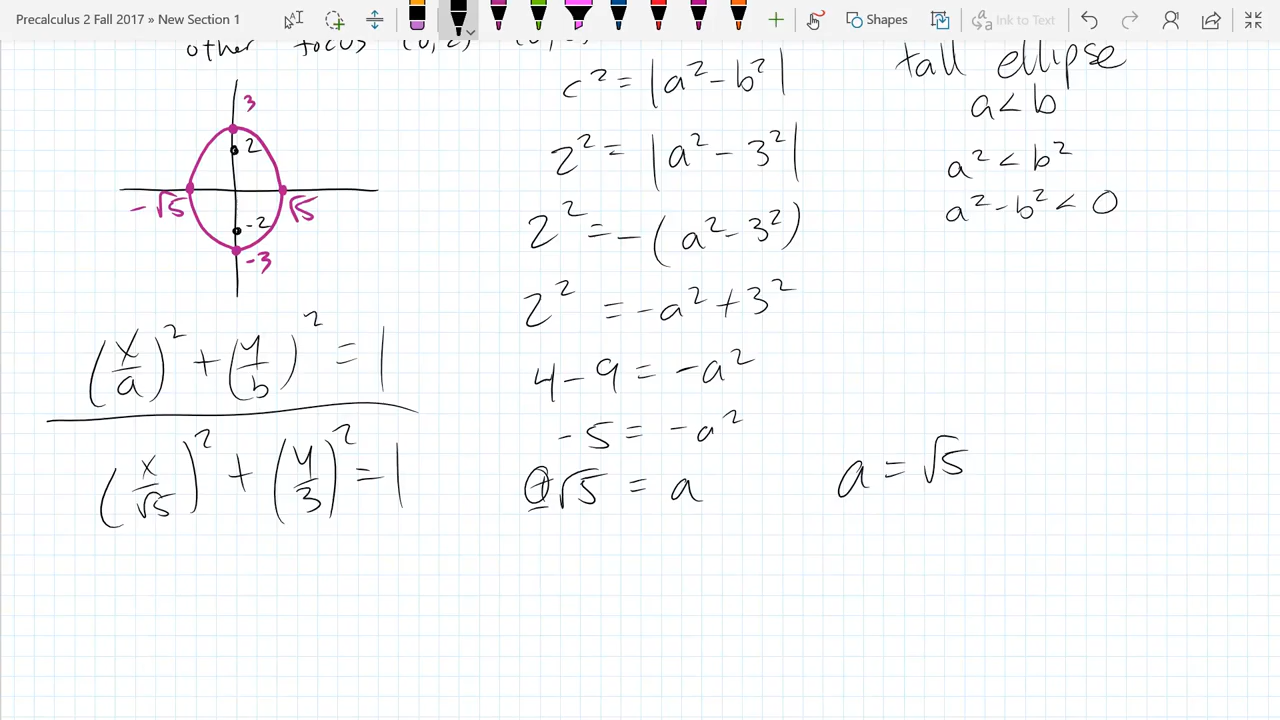 Precalculus 2 Fall 2017 » New Section 1
Shapes
Ink to Text
other focus
c² = |a² - b²|
2² = |a² - 3²|
2² = -(a² - 3²)
2² = -a² + 3²
4 - 9 = -a²
-5 = -a²
±√5 = a
tall ellipse
a < b
a² < b²
a² - b² < 0
a = √5
3
2
-√5
√5
-2
-3
(x/a)² + (y/b)² = 1
(x/√5)² + (y/3)² = 1